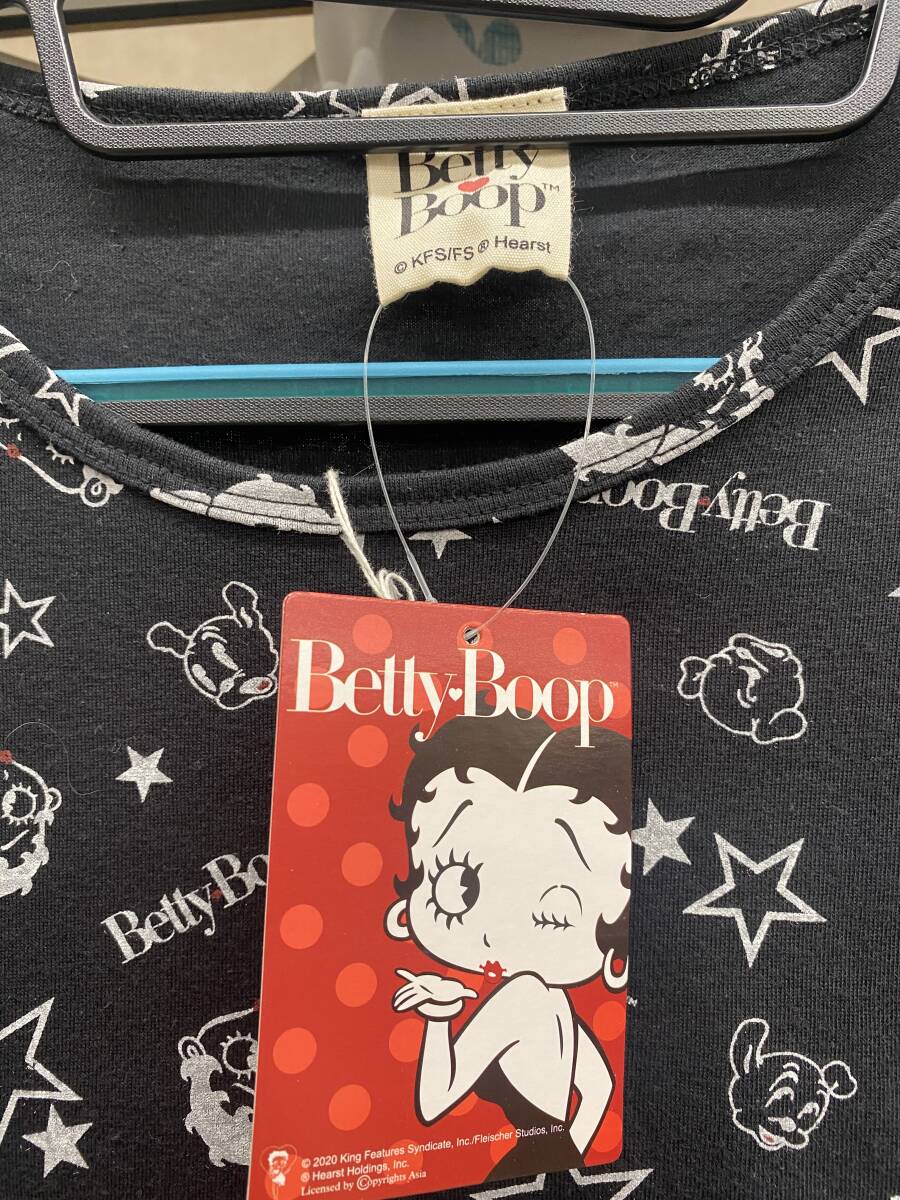 Betty
Boop™
© KFS/FS ® Hearst
Betty Boop
Betty Boop™
Betty Bo
© 2020 King Features Syndicate, Inc./Fleischer Studios, Inc.
® Hearst Holdings, Inc.
Licensed by Copyrights Asia